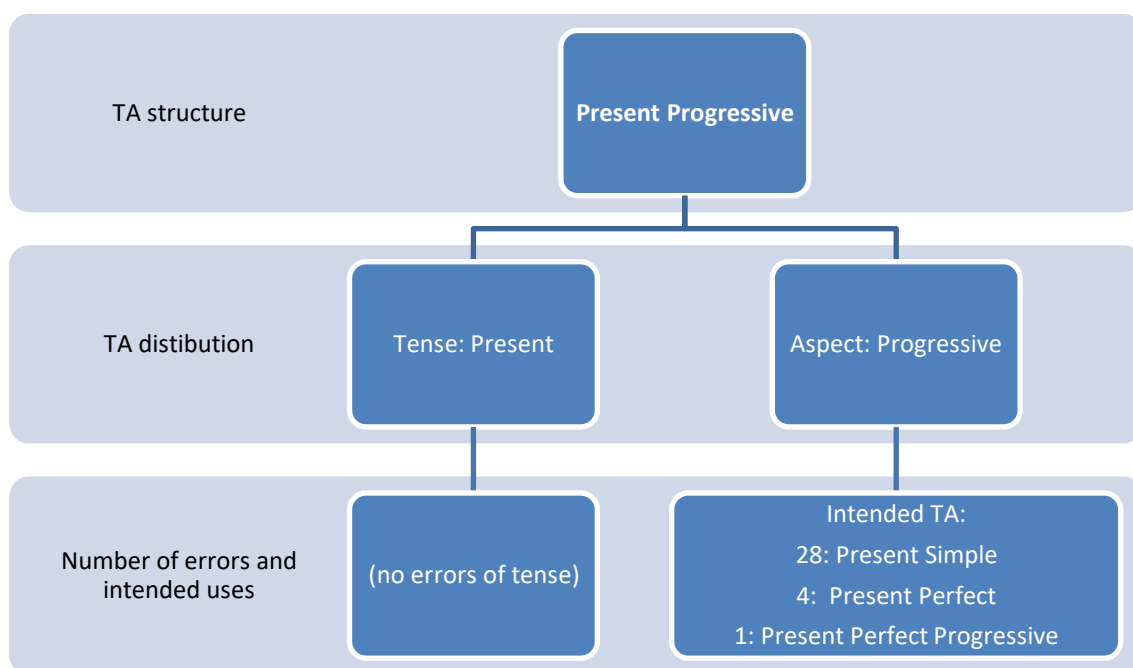 TA structure
Present Progressive
TA distibution
Tense: Present
Aspect: Progressive
Number of errors and
intended uses
(no errors of tense)
Intended TA:
28: Present Simple
4: Present Perfect
1: Present Perfect Progressive